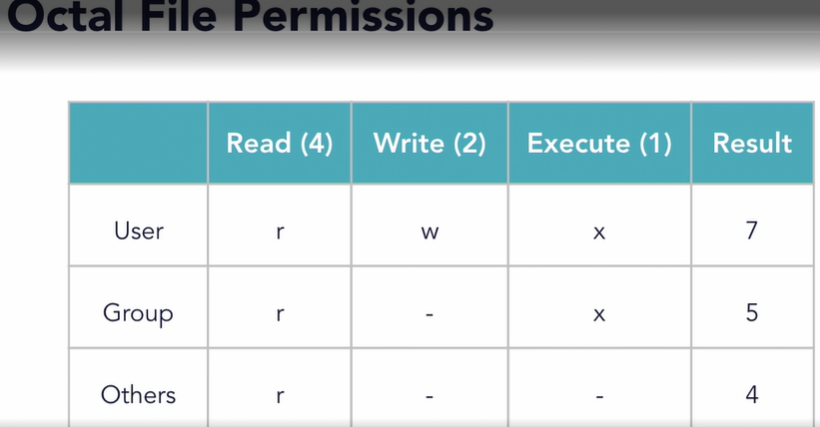 Octal File Permissions
Read (4) Write (2) Execute (1) Result
User r w x 7
Group r - x 5
Others r - - 4